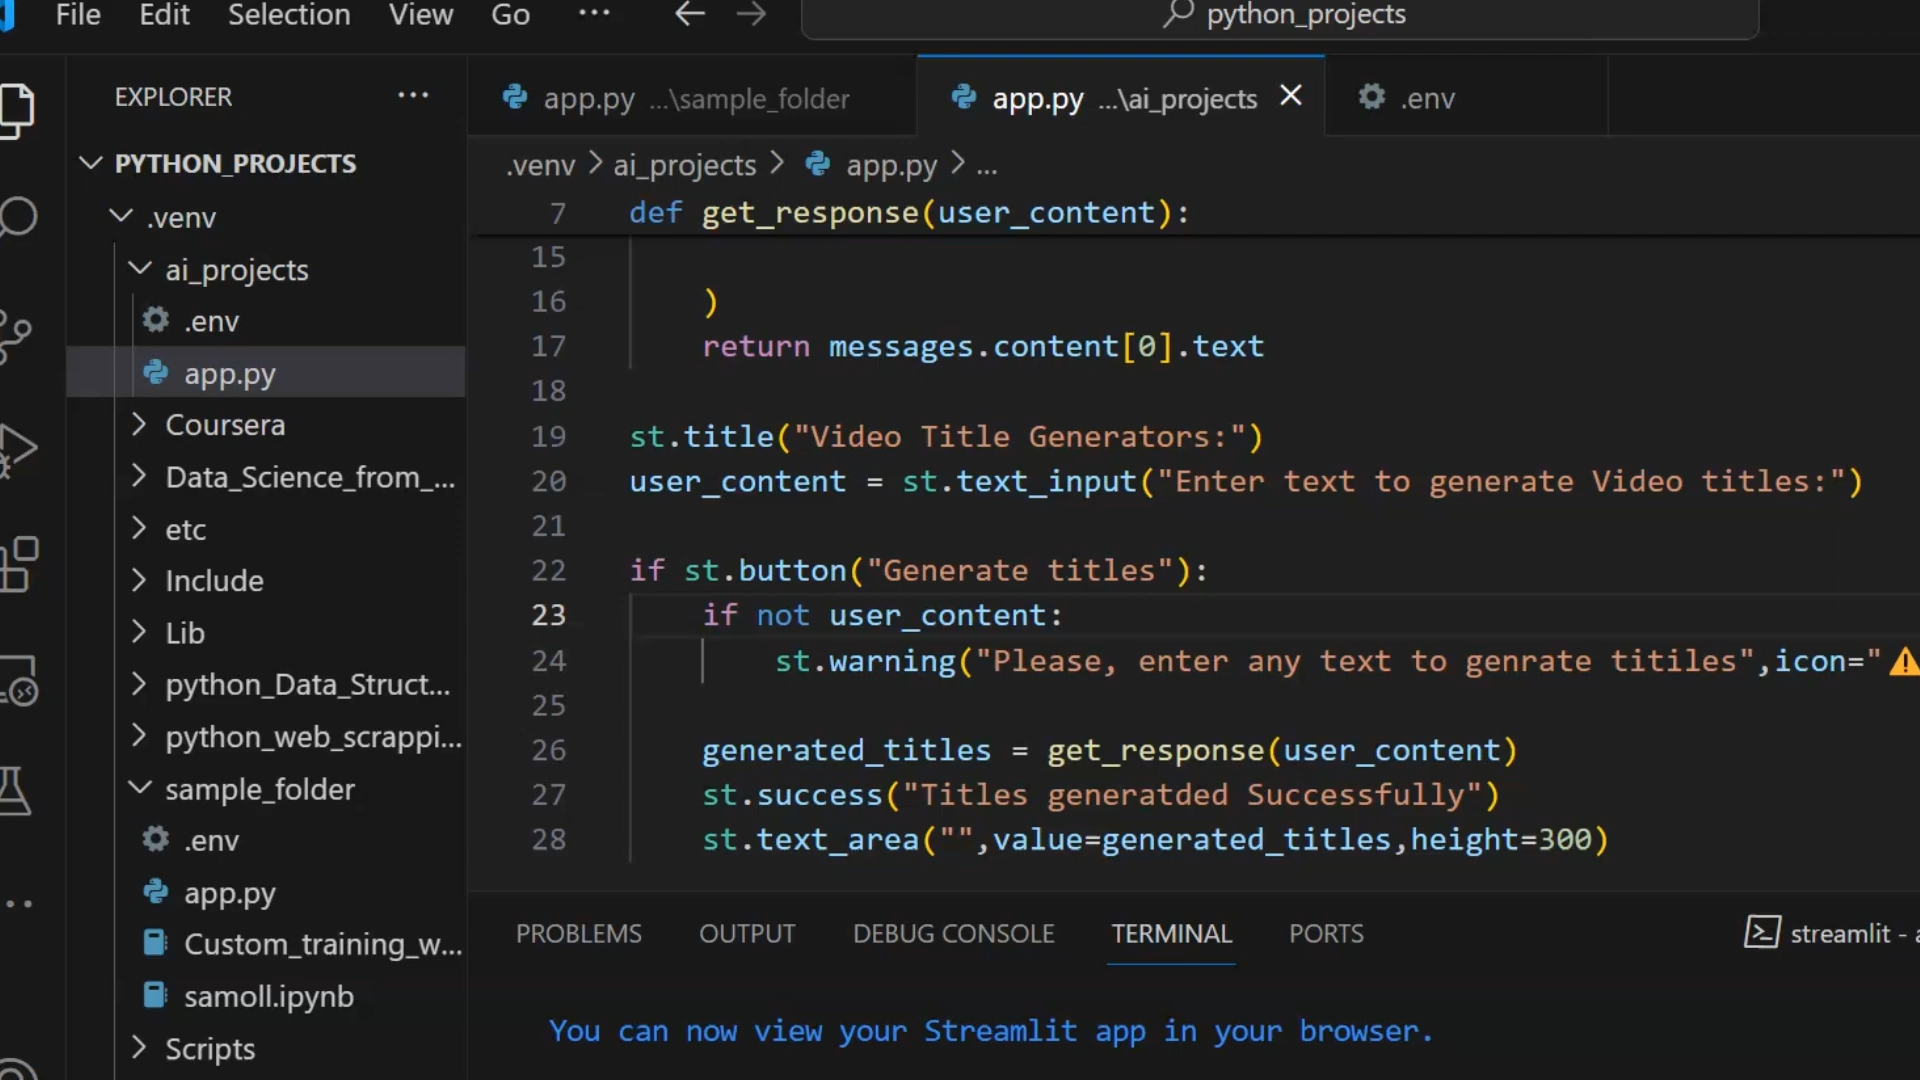 File Edit Selection View Go ... python_projects
EXPLORER ...
PYTHON_PROJECTS
.venv
ai_projects
.env
app.py
Coursera
Data_Science_from_...
etc
Include
Lib
python_Data_Struct...
python_web_scrappi...
sample_folder
.env
app.py
Custom_training_w...
samoll.ipynb
Scripts
app.py ...\sample_folder app.py ...\ai_projects .env
.venv > ai_projects > app.py > ...
7 def get_response(user_content):
15
16 )
17 return messages.content[0].text
18
19 st.title("Video Title Generators:")
20 user_content = st.text_input("Enter text to generate Video titles:")
21
22 if st.button("Generate titles"):
23 if not user_content:
24 st.warning("Please, enter any text to genrate titiles",icon="⚠
25
26 generated_titles = get_response(user_content)
27 st.success("Titles generatded Successfully")
28 st.text_area("",value=generated_titles,height=300)
PROBLEMS OUTPUT DEBUG CONSOLE TERMINAL PORTS streamlit - a
You can now view your Streamlit app in your browser.